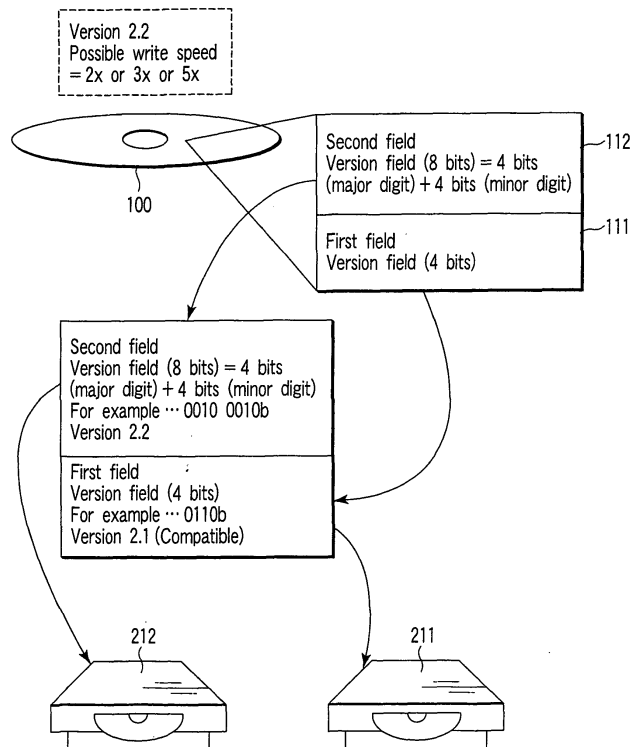 Version 2.2
Possible write speed
= 2x or 3x or 5x
Second field
Version field (8 bits) = 4 bits
(major digit) + 4 bits (minor digit)
112
First field
Version field (4 bits)
111
100
Second field
Version field (8 bits) = 4 bits
(major digit) + 4 bits (minor digit)
For example ··· 0010 0010b
Version 2.2
First field
Version field (4 bits)
For example ··· 0110b
Version 2.1 (Compatible)
212
211